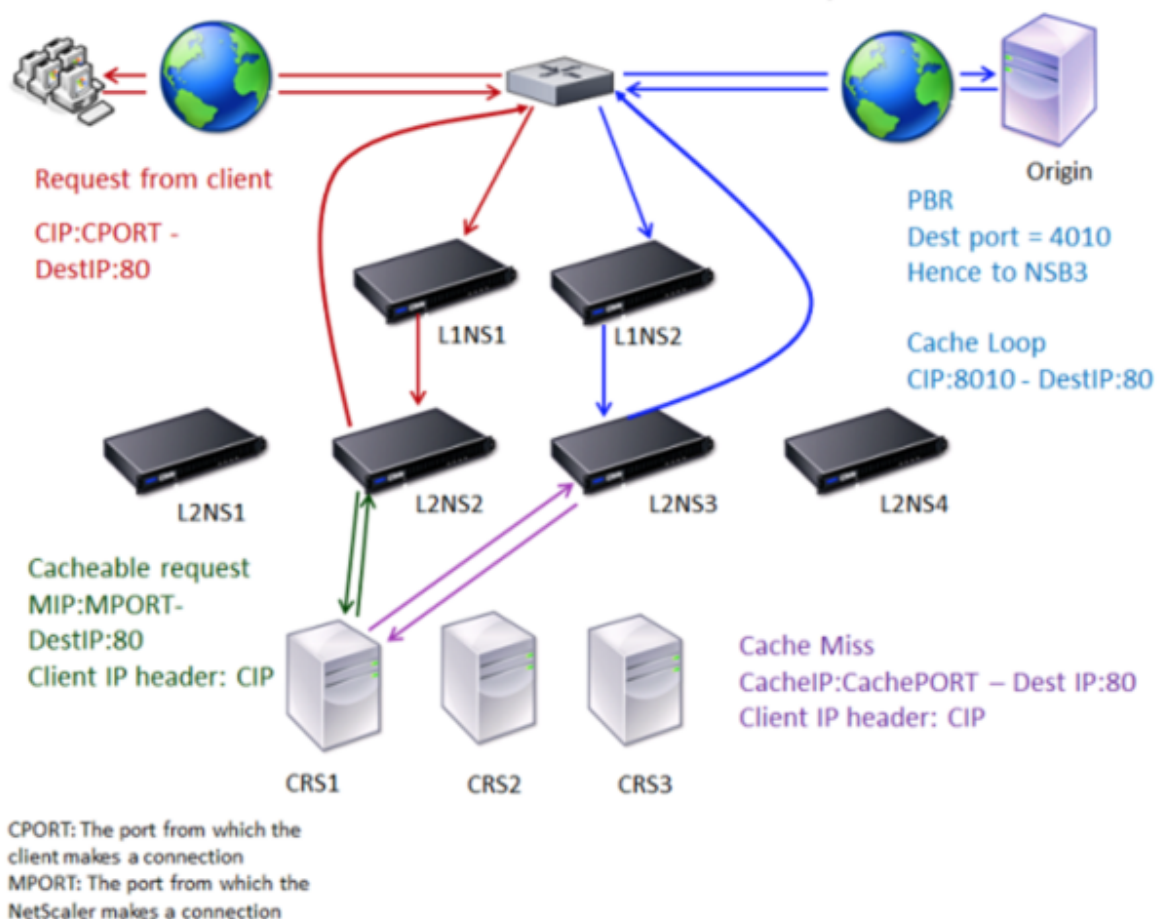 Origin
Request from client
CIP:CPORT -
DestIP:80
PBR
Dest port = 4010
Hence to NSB3
Cache Loop
CIP:8010 - DestIP:80
L1NS1
L1NS2
L2NS1
L2NS2
L2NS3
L2NS4
Cacheable request
MIP:MPORT-
DestIP:80
Client IP header: CIP
Cache Miss
CacheIP:CachePORT – Dest IP:80
Client IP header: CIP
CRS1
CRS2
CRS3
CPORT: The port from which the
client makes a connection
MPORT: The port from which the
NetScaler makes a connection